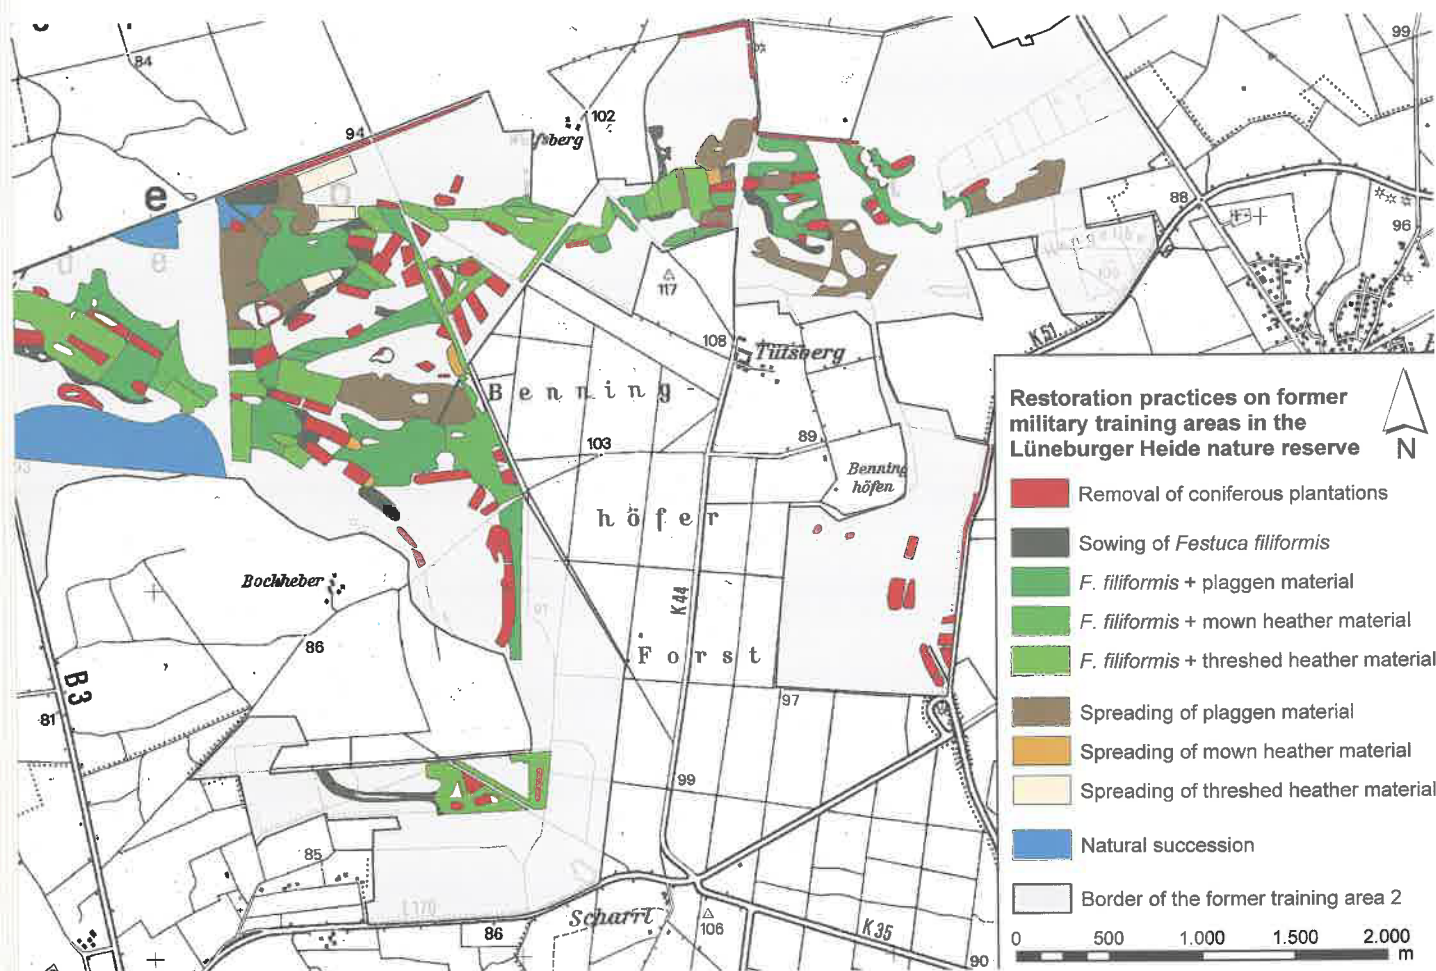 84
99
94
102
fsberg
e
88
96
d
e
117
K51
108
Tütsberg
Benning-
103
89
Benning
höfen
93
höfer
Bockheber
K44
91
86
Forst
B3
81
97
99
85
L170
Scharrl
106
86
K35
90
Restoration practices on former
military training areas in the
Lüneburger Heide nature reserve
N
Removal of coniferous plantations
Sowing of Festuca filiformis
F. filiformis + plaggen material
F. filiformis + mown heather material
F. filiformis + threshed heather material
Spreading of plaggen material
Spreading of mown heather material
Spreading of threshed heather material
Natural succession
Border of the former training area 2
0 500 1.000 1.500 2.000
m